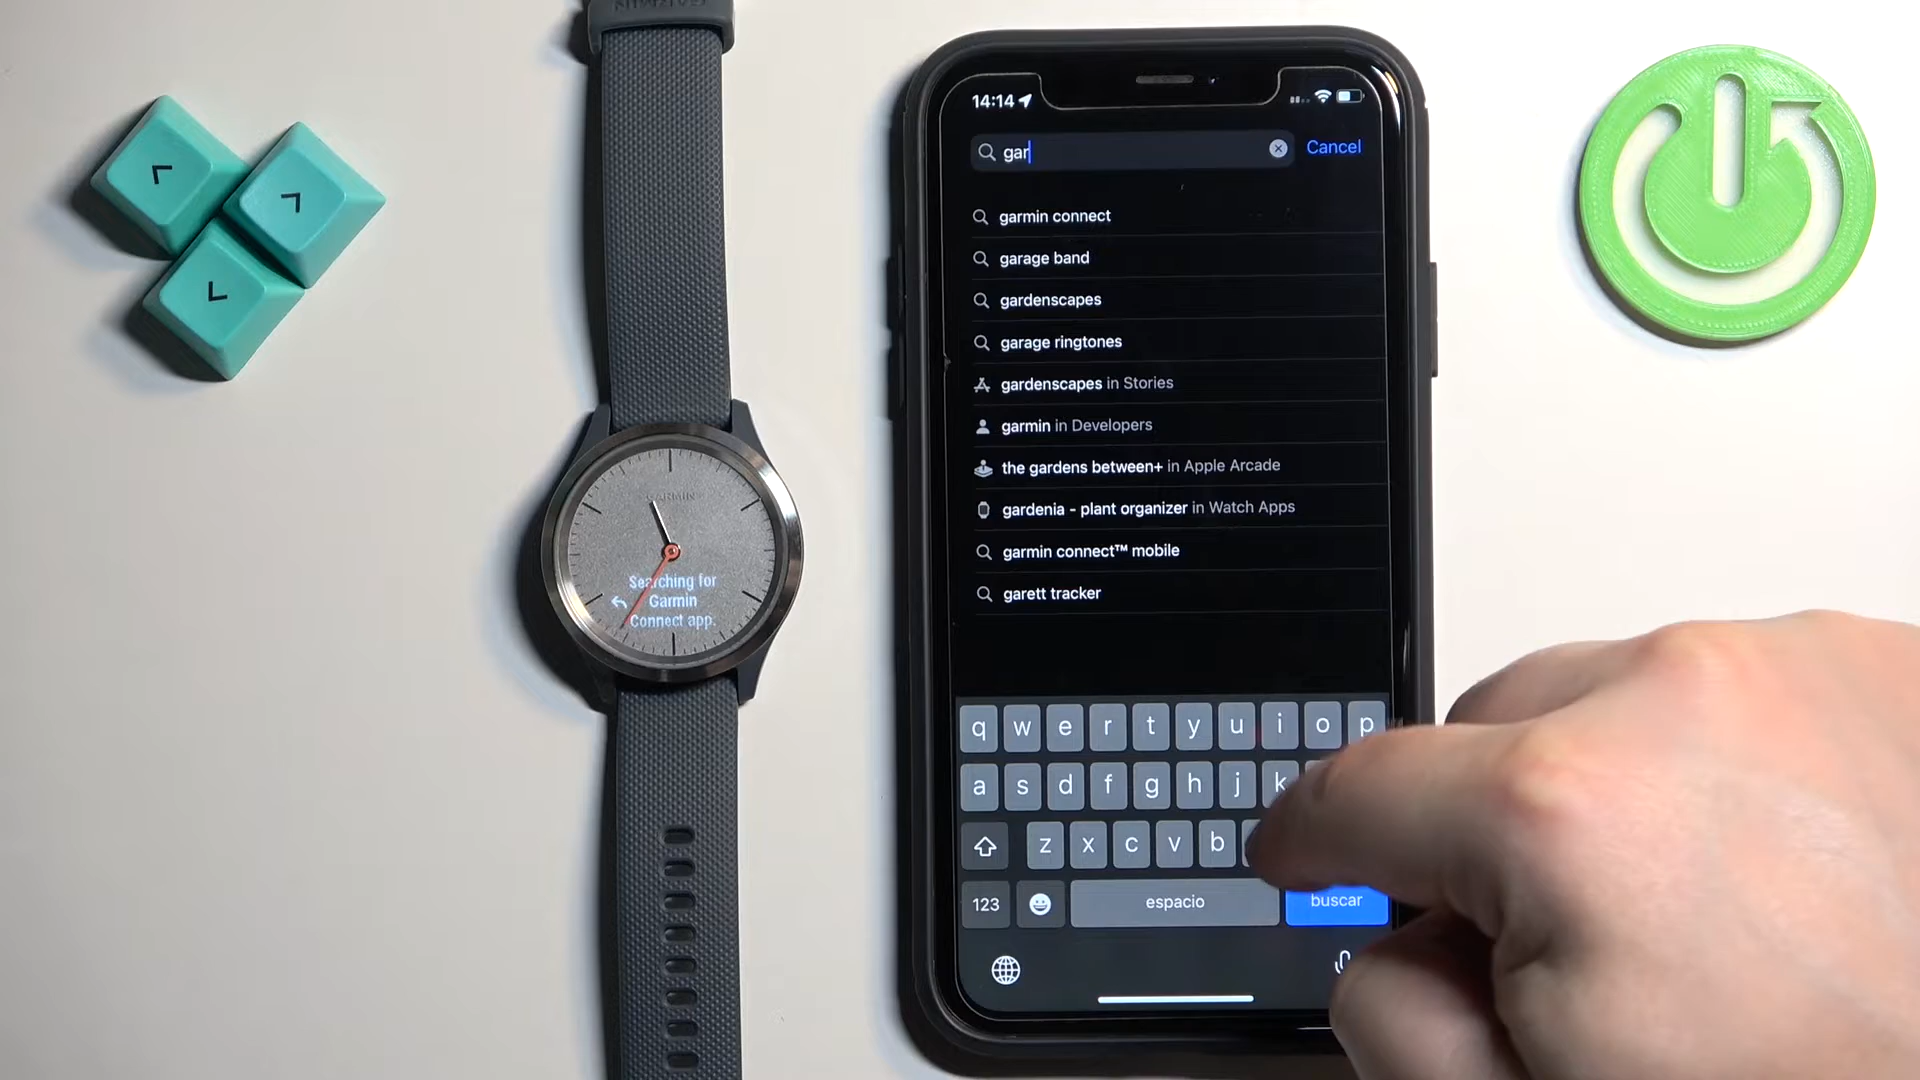 GARMIN
GARMIN
Searching for
Garmin
Connect app.
14:14
gar
Cancel
garmin connect
garage band
gardenscapes
garage ringtones
gardenscapes in Stories
garmin in Developers
the gardens between+ in Apple Arcade
gardenia - plant organizer in Watch Apps
garmin connect™ mobile
garett tracker
q w e r t y u i o p
a s d f g h j k
z x c v b
123
espacio
buscar